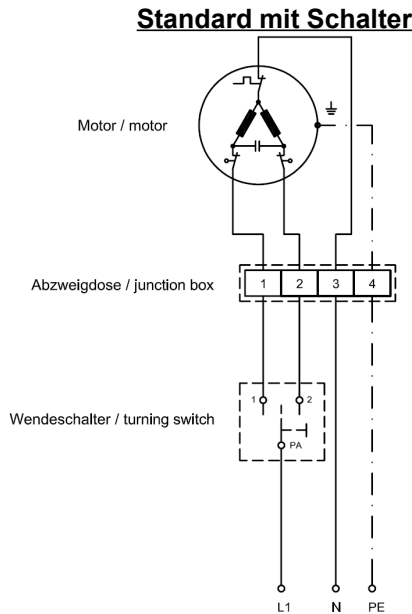 Standard mit Schalter
Motor / motor
Abzweigdose / junction box
1 2 3 4
1 2
Wendeschalter / turning switch
PA
L1 N PE